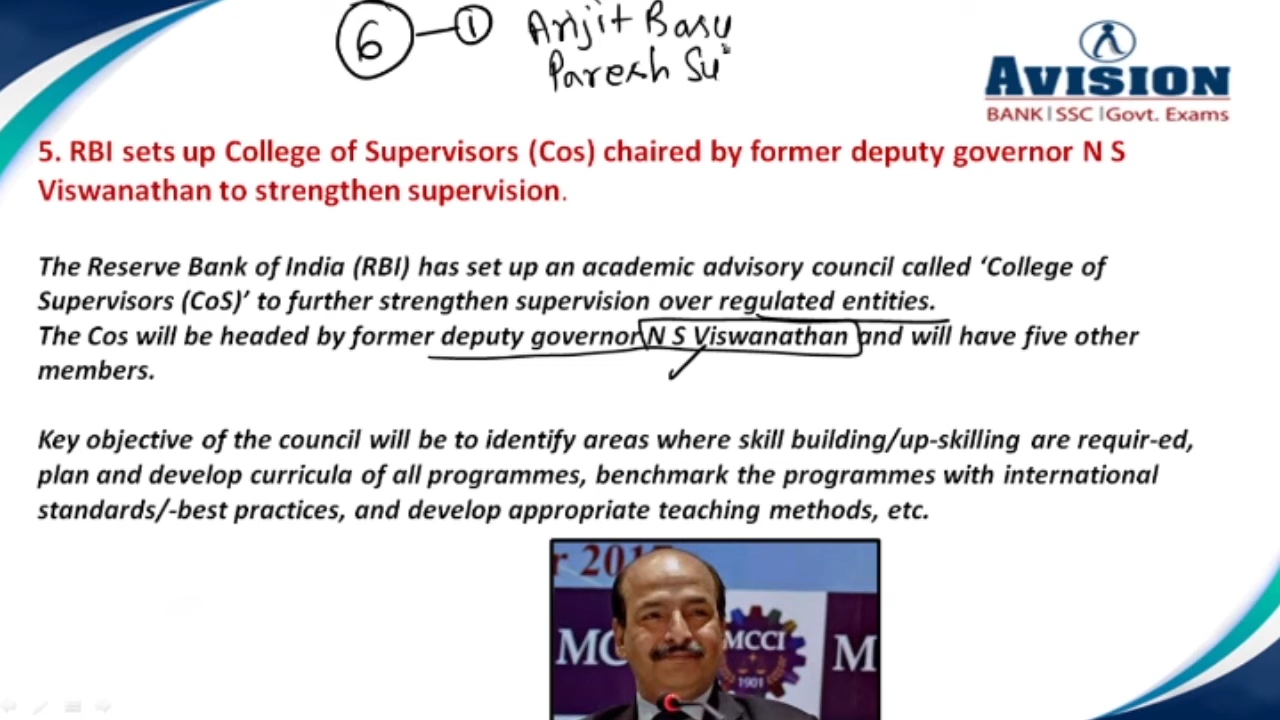 6 — 1 Arijit Basu
Paresh Su
AVISION
BANK | SSC | Govt. Exams
5. RBI sets up College of Supervisors (Cos) chaired by former deputy governor N S
Viswanathan to strengthen supervision.
The Reserve Bank of India (RBI) has set up an academic advisory council called ‘College of
Supervisors (CoS)’ to further strengthen supervision over regulated entities.
The Cos will be headed by former deputy governor N S Viswanathan and will have five other
members.
Key objective of the council will be to identify areas where skill building/up-skilling are requir-ed,
plan and develop curricula of all programmes, benchmark the programmes with international
standards/-best practices, and develop appropriate teaching methods, etc.
MCCI
1901
M